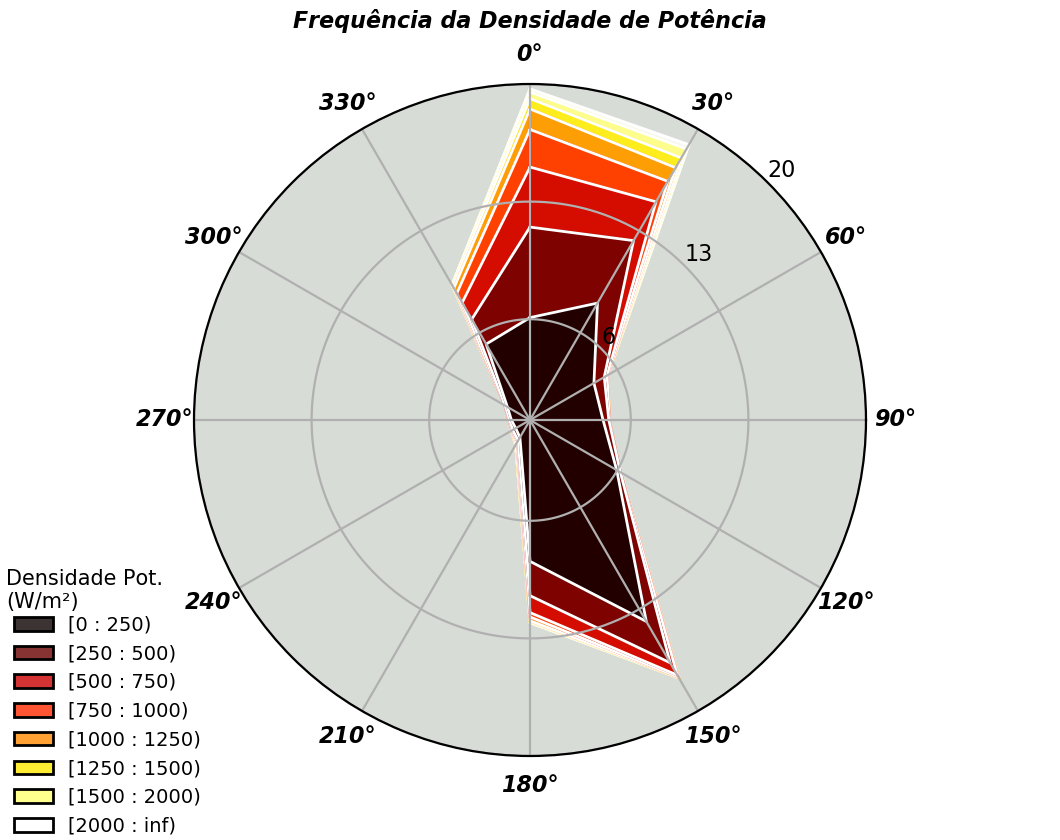 Frequência da Densidade de Potência
0°
330°
30°
20
300°
60°
13
6
270°
90°
240°
120°
210°
150°
180°
Densidade Pot.
(W/m²)
[0 : 250)
[250 : 500)
[500 : 750)
[750 : 1000)
[1000 : 1250)
[1250 : 1500)
[1500 : 2000)
[2000 : inf)